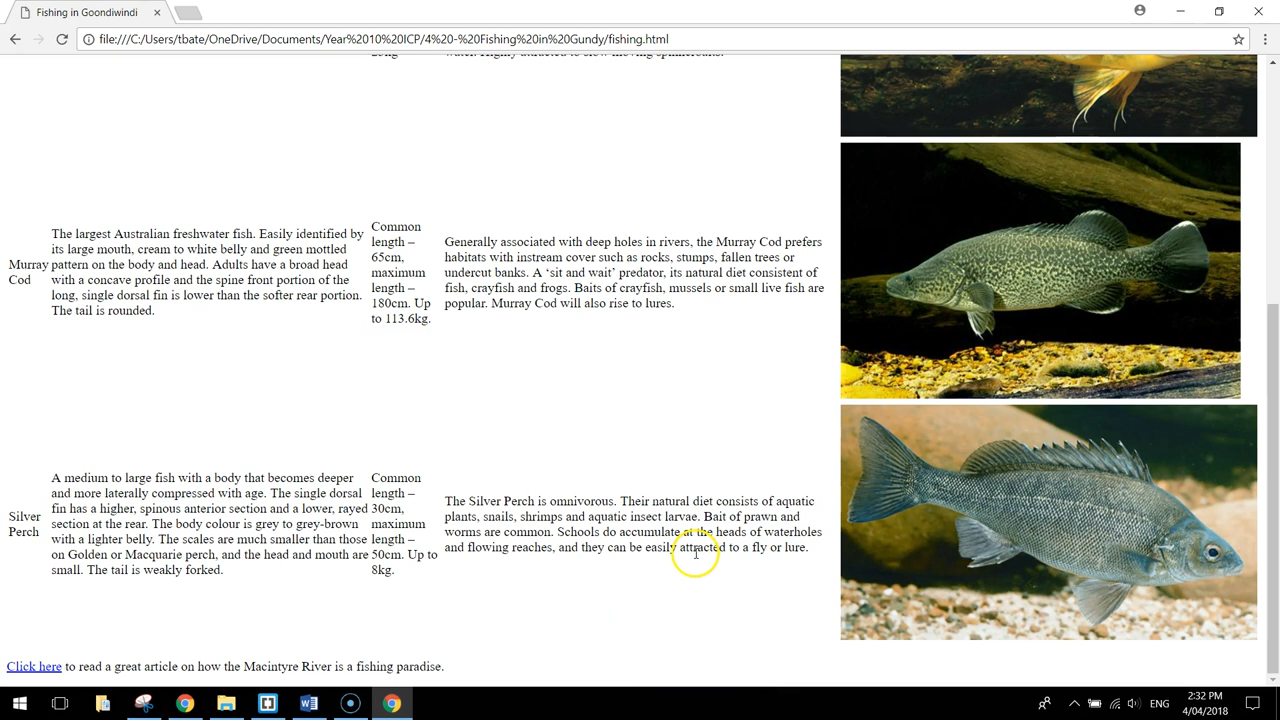 Fishing in Goondiwindi
file:///C:/Users/tbate/OneDrive/Documents/Year%2010%20ICP/4%20-%20Fishing%20in%20Gundy/fishing.html
Murray
Cod
The largest Australian freshwater fish. Easily identified by
its large mouth, cream to white belly and green mottled
pattern on the body and head. Adults have a broad head
with a concave profile and the spine front portion of the
long, single dorsal fin is lower than the softer rear portion.
The tail is rounded.
Common
length –
65cm,
maximum
length –
180cm. Up
to 113.6kg.
Generally associated with deep holes in rivers, the Murray Cod prefers
habitats with instream cover such as rocks, stumps, fallen trees or
undercut banks. A ‘sit and wait’ predator, its natural diet consistent of
fish, crayfish and frogs. Baits of crayfish, mussels or small live fish are
popular. Murray Cod will also rise to lures.
Silver
Perch
A medium to large fish with a body that becomes deeper
and more laterally compressed with age. The single dorsal
fin has a higher, spinous anterior section and a lower, rayed
section at the rear. The body colour is grey to grey-brown
with a lighter belly. The scales are much smaller than those
on Golden or Macquarie perch, and the head and mouth are
small. The tail is weakly forked.
Common
length –
30cm,
maximum
length –
50cm. Up to
8kg.
The Silver Perch is omnivorous. Their natural diet consists of aquatic
plants, snails, shrimps and aquatic insect larvae. Bait of prawn and
worms are common. Schools do accumulate at the heads of waterholes
and flowing reaches, and they can be easily attracted to a fly or lure.
Click here to read a great article on how the Macintyre River is a fishing paradise.
ENG
2:32 PM
4/04/2018